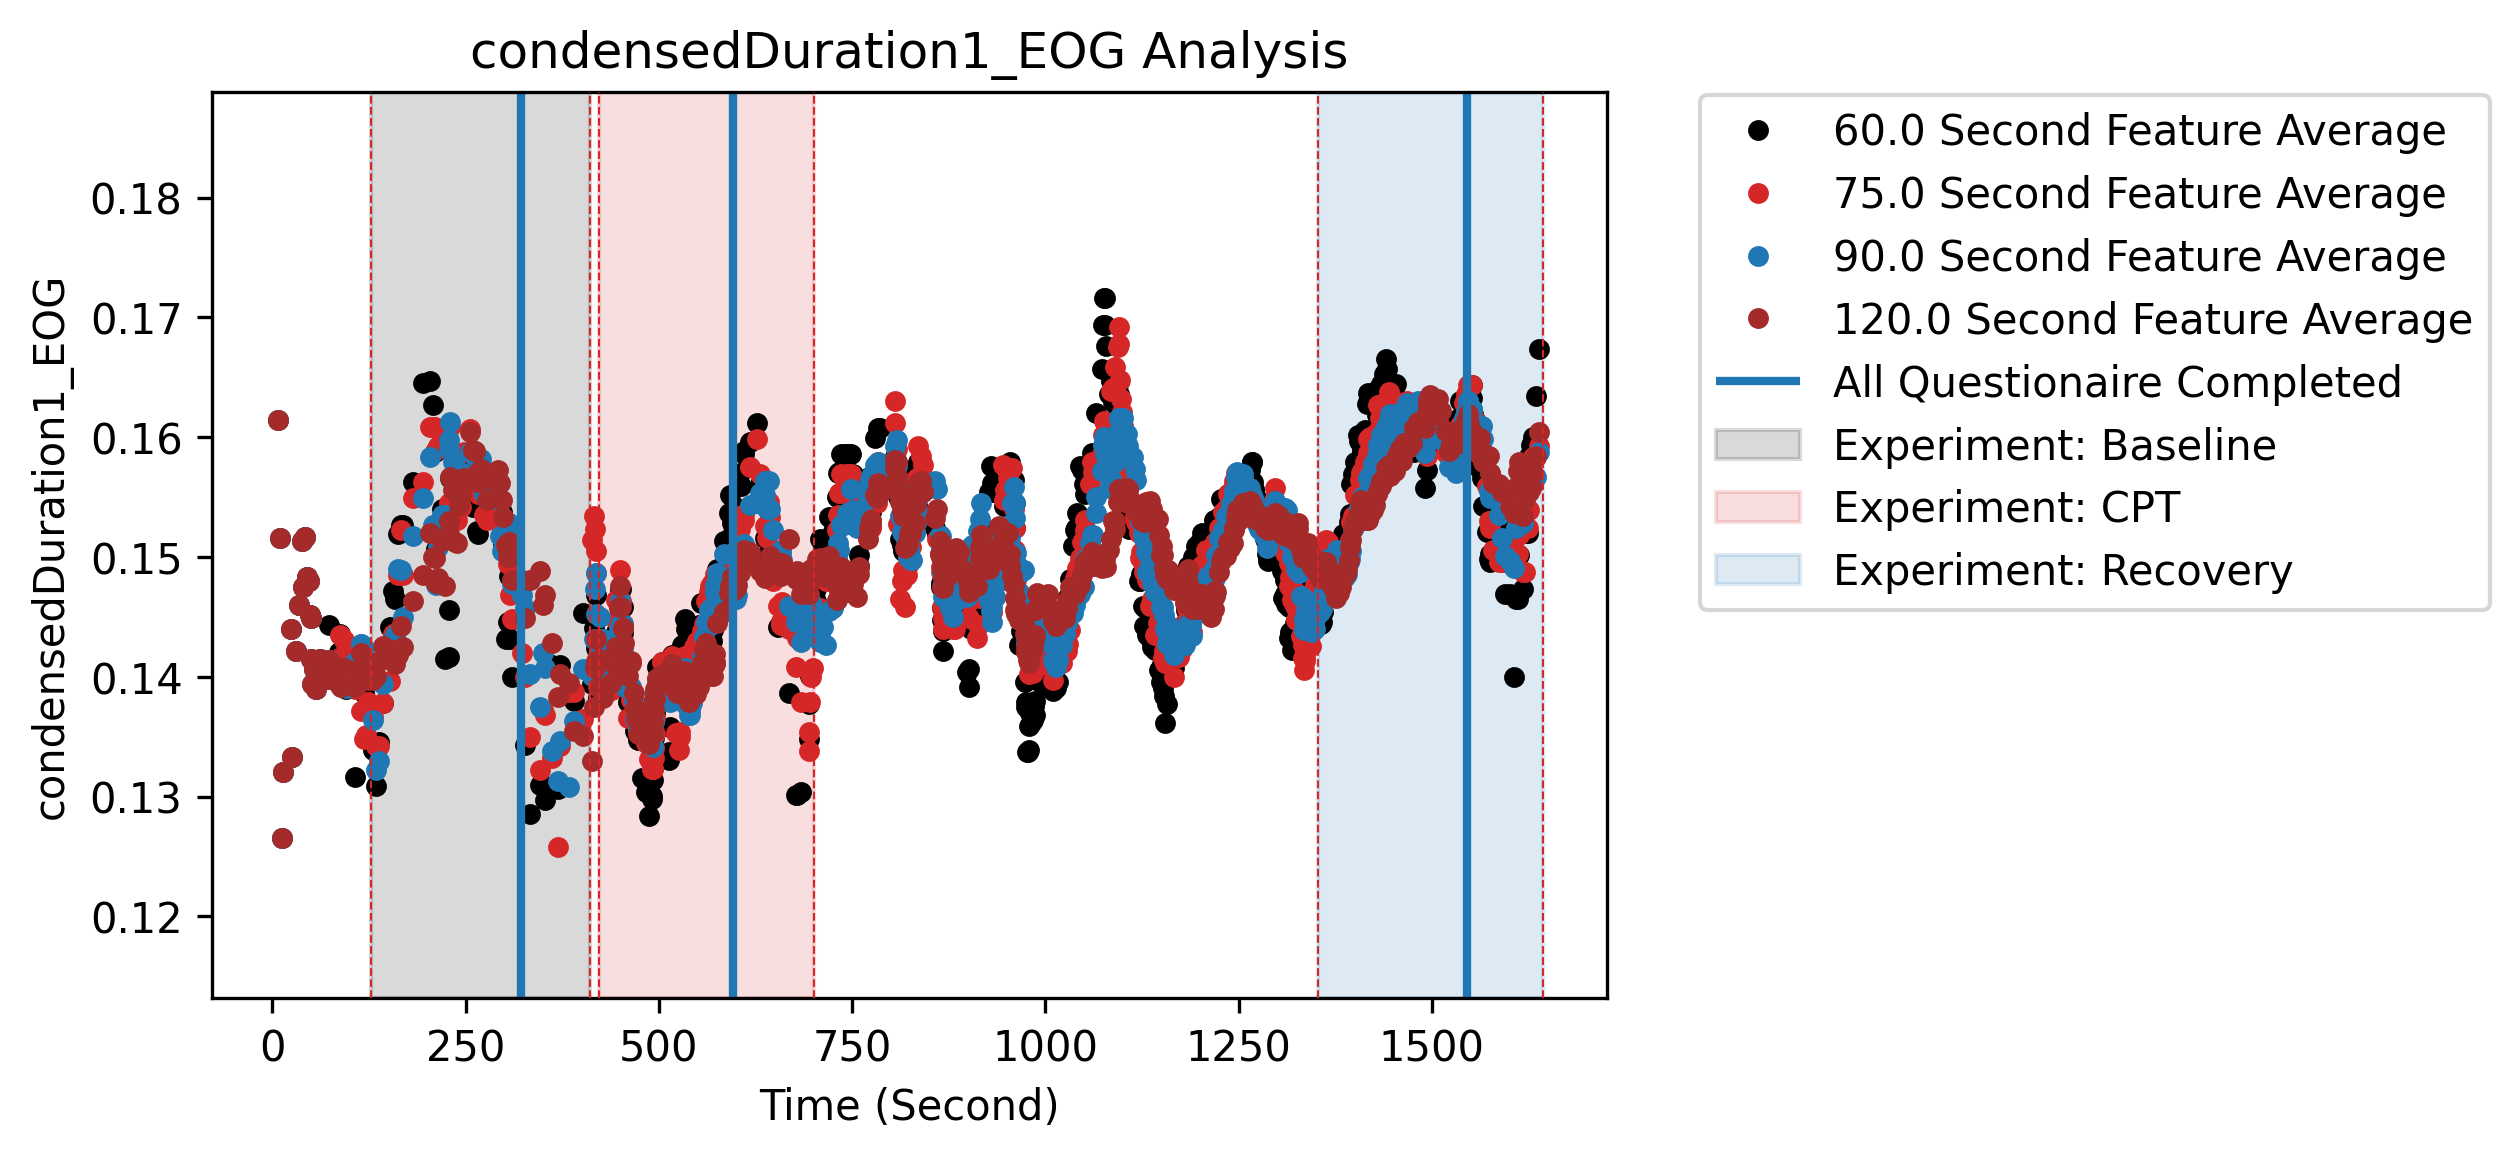 condensedDuration1_EOG Analysis
condensedDuration1_EOG
0.18
0.17
0.16
0.15
0.14
0.13
0.12
0 250 500 750 1000 1250 1500
Time (Second)
60.0 Second Feature Average
75.0 Second Feature Average
90.0 Second Feature Average
120.0 Second Feature Average
All Questionaire Completed
Experiment: Baseline
Experiment: CPT
Experiment: Recovery